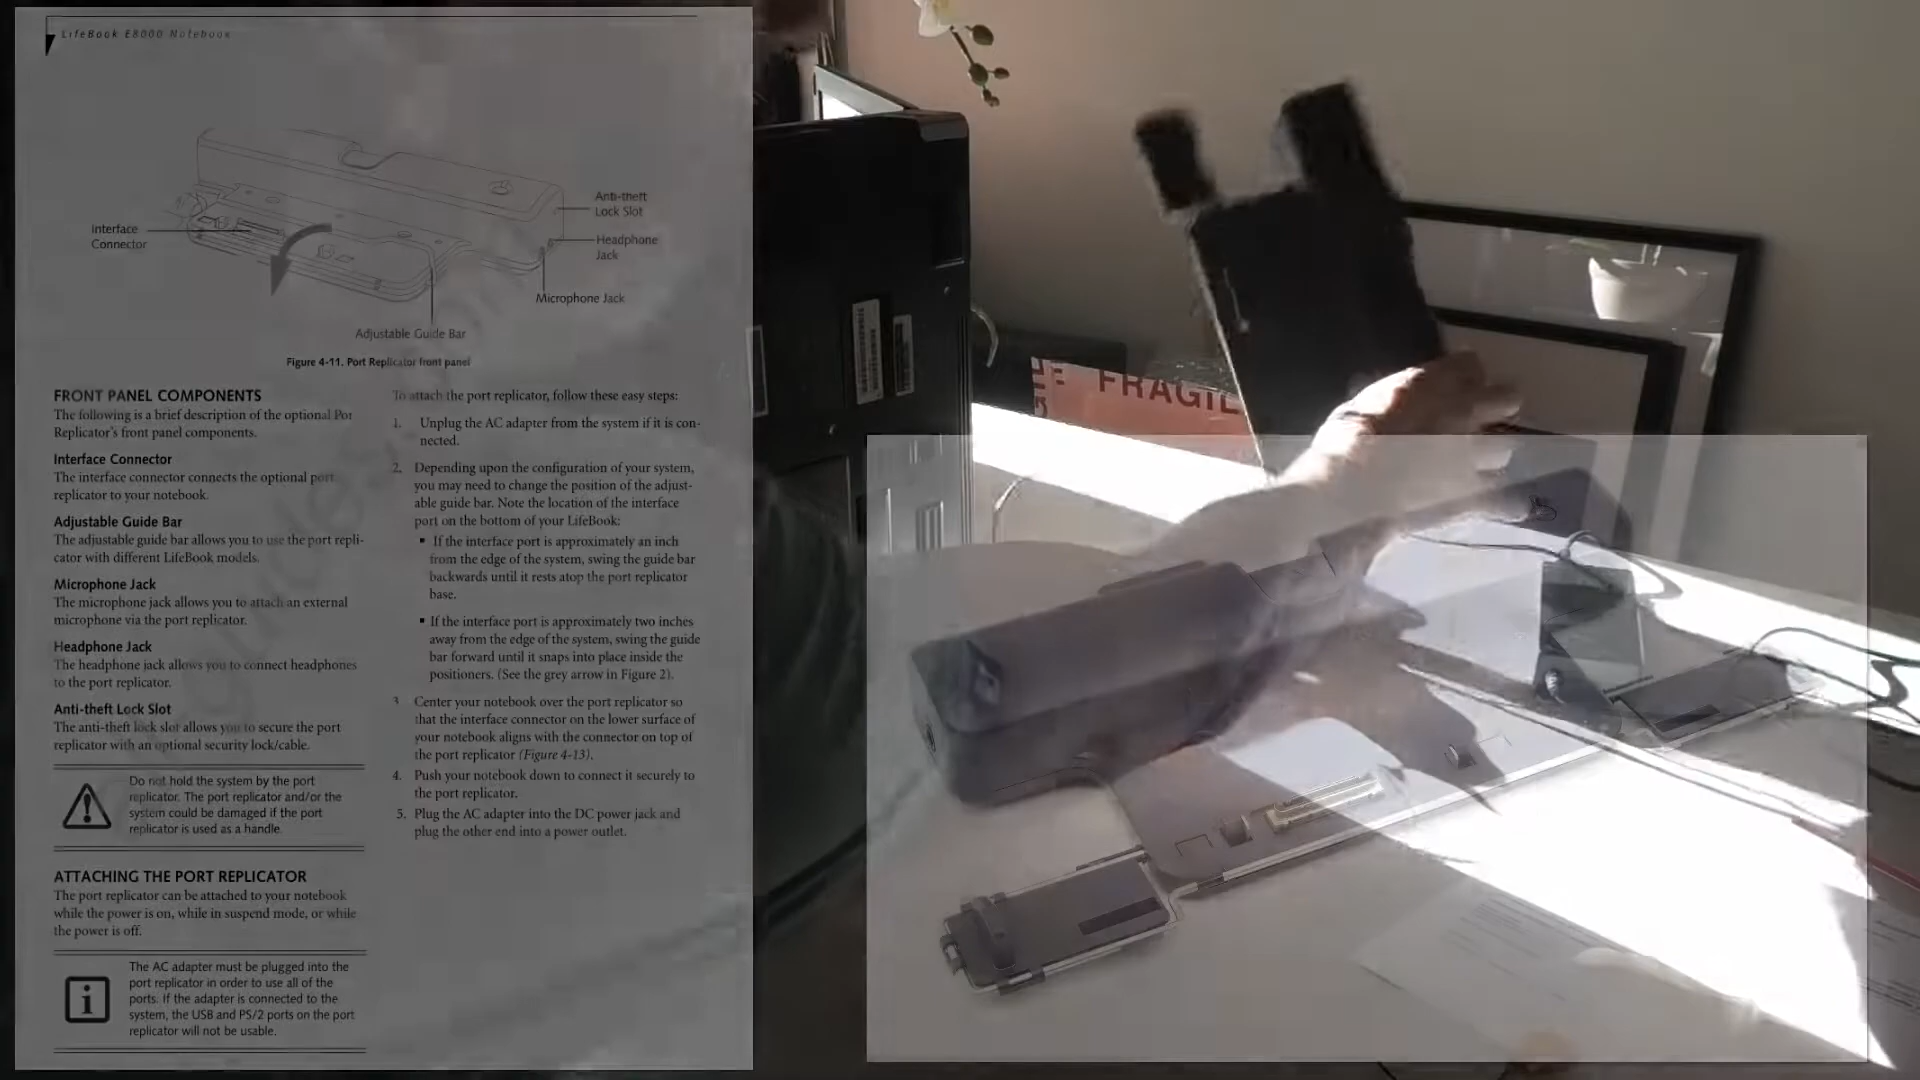 LifeBook E8000 Notebook
Anti-theft
Lock Slot
Interface
Connector
Headphone
Jack
Microphone Jack
Adjustable Guide Bar
Figure 4-11. Port Replicator front panel
FRONT PANEL COMPONENTS
The following is a brief description of the optional Por
Replicator's front panel components.
Interface Connector
The interface connector connects the optional port
replicator to your notebook.
Adjustable Guide Bar
The adjustable guide bar allows you to use the port repli-
cator with different LifeBook models.
Microphone Jack
The microphone jack allows you to attach an external
microphone via the port replicator.
Headphone Jack
The headphone jack allows you to connect headphones
to the port replicator.
Anti-theft Lock Slot
The anti-theft lock slot allows you to secure the port
replicator with an optional security lock/cable.
Do not hold the system by the port
replicator. The port replicator and/or the
system could be damaged if the port
replicator is used as a handle.
ATTACHING THE PORT REPLICATOR
The port replicator can be attached to your notebook
while the power is on, while in suspend mode, or while
the power is off.
The AC adapter must be plugged into the
port replicator in order to use all of the
ports. If the adapter is connected to the
system, the USB and PS/2 ports on the port
replicator will not be usable.
To attach the port replicator, follow these easy steps:
1. Unplug the AC adapter from the system if it is con-
nected.
2. Depending upon the configuration of your system,
you may need to change the position of the adjust-
able guide bar. Note the location of the interface
port on the bottom of your LifeBook:
▪ If the interface port is approximately an inch
from the edge of the system, swing the guide bar
backwards until it rests atop the port replicator
base.
▪ If the interface port is approximately two inches
away from the edge of the system, swing the guide
bar forward until it snaps into place inside the
positioners. (See the grey arrow in Figure 2).
3 Center your notebook over the port replicator so
that the interface connector on the lower surface of
your notebook aligns with the connector on top of
the port replicator (Figure 4-13).
4. Push your notebook down to connect it securely to
the port replicator.
5. Plug the AC adapter into the DC power jack and
plug the other end into a power outlet.
FRAGIL